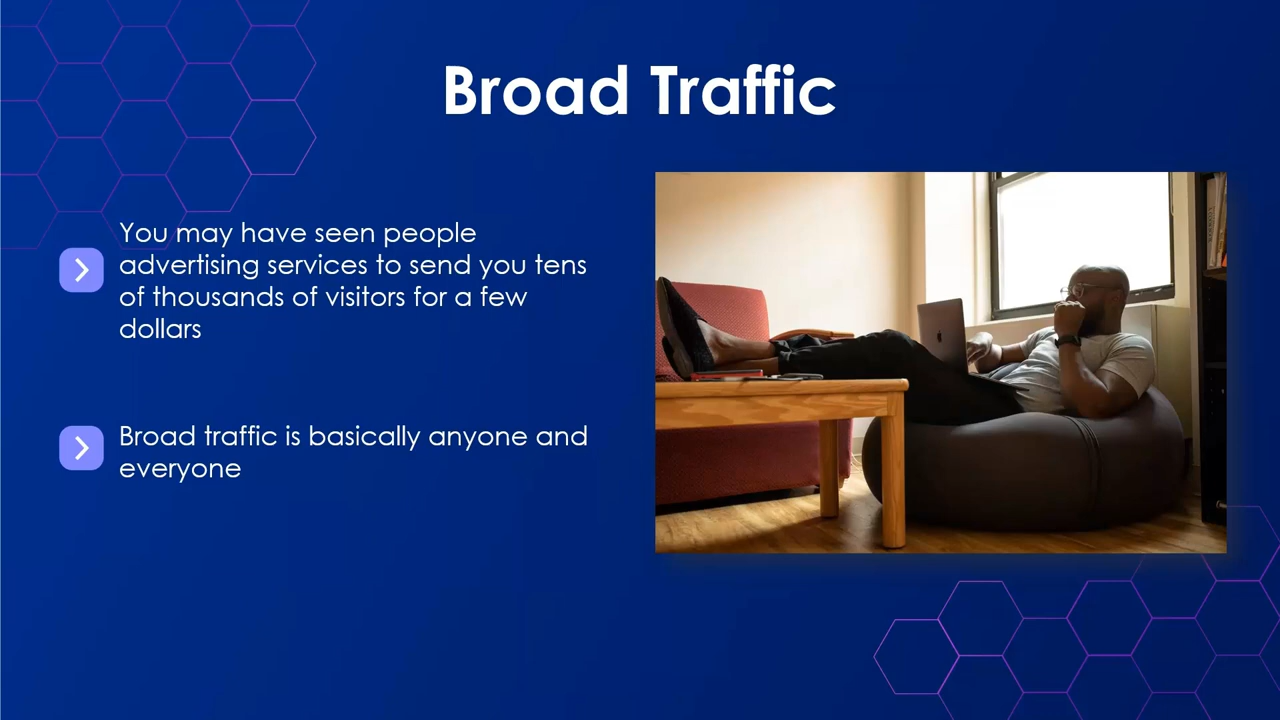 Broad Traffic
You may have seen people
advertising services to send you tens
of thousands of visitors for a few
dollars
Broad traffic is basically anyone and
everyone